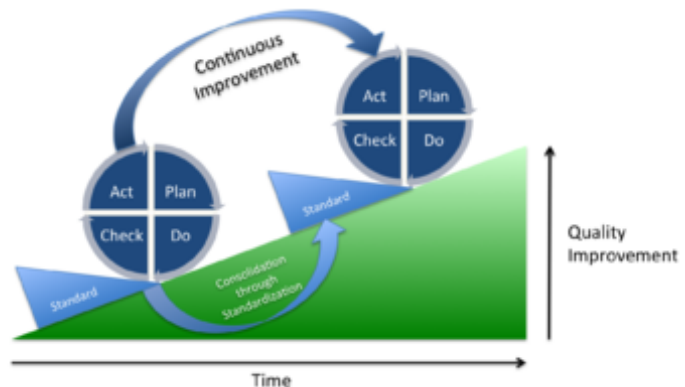 Continuous
Improvement
Act
Plan
Check
Do
Act
Plan
Check
Do
Standard
Standard
Consolidation
through
Standardization
Quality
Improvement
Time